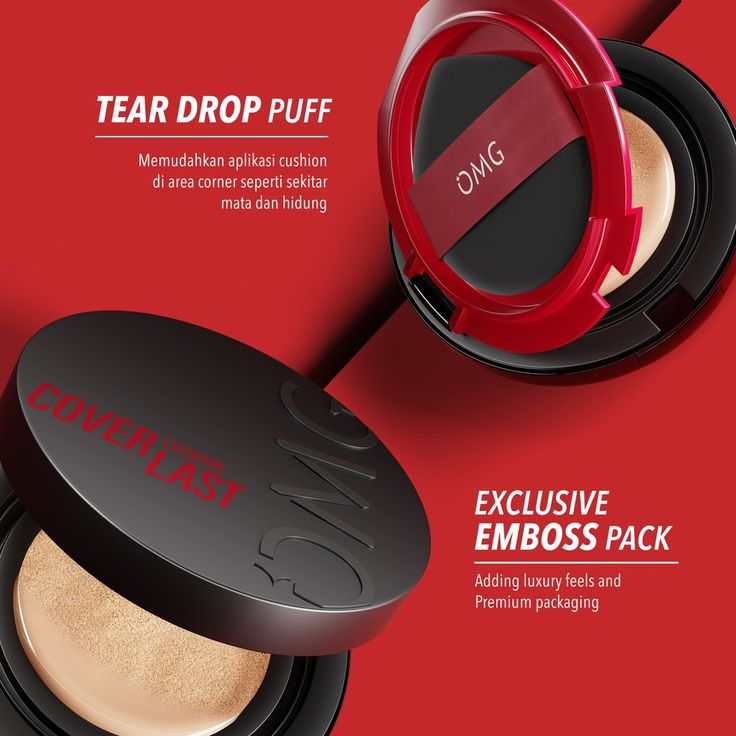 TEAR DROP PUFF
Memudahkan aplikasi cushion
di area corner seperti sekitar
mata dan hidung
OMG
COVER
CUSHION
LAST
OMG
EXCLUSIVE
EMBOSS PACK
Adding luxury feels and
Premium packaging